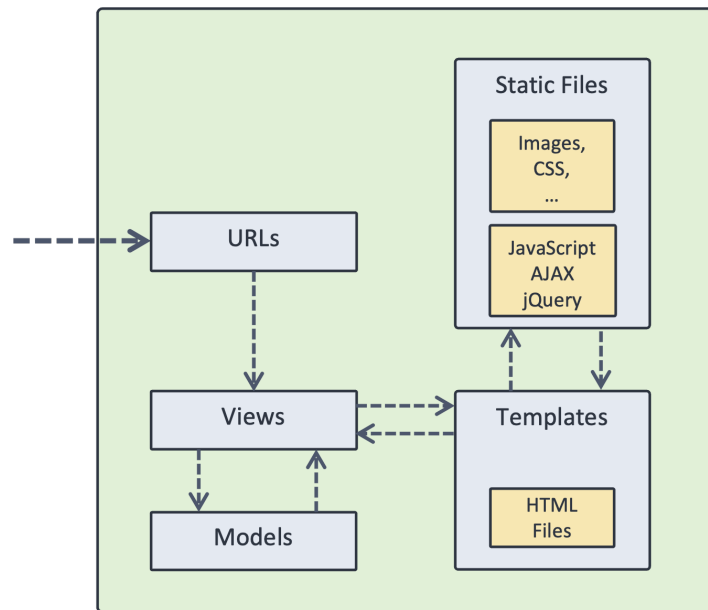 Static Files
Images,
CSS,
...
JavaScript
AJAX
jQuery
URLs
Views
Templates
HTML
Files
Models